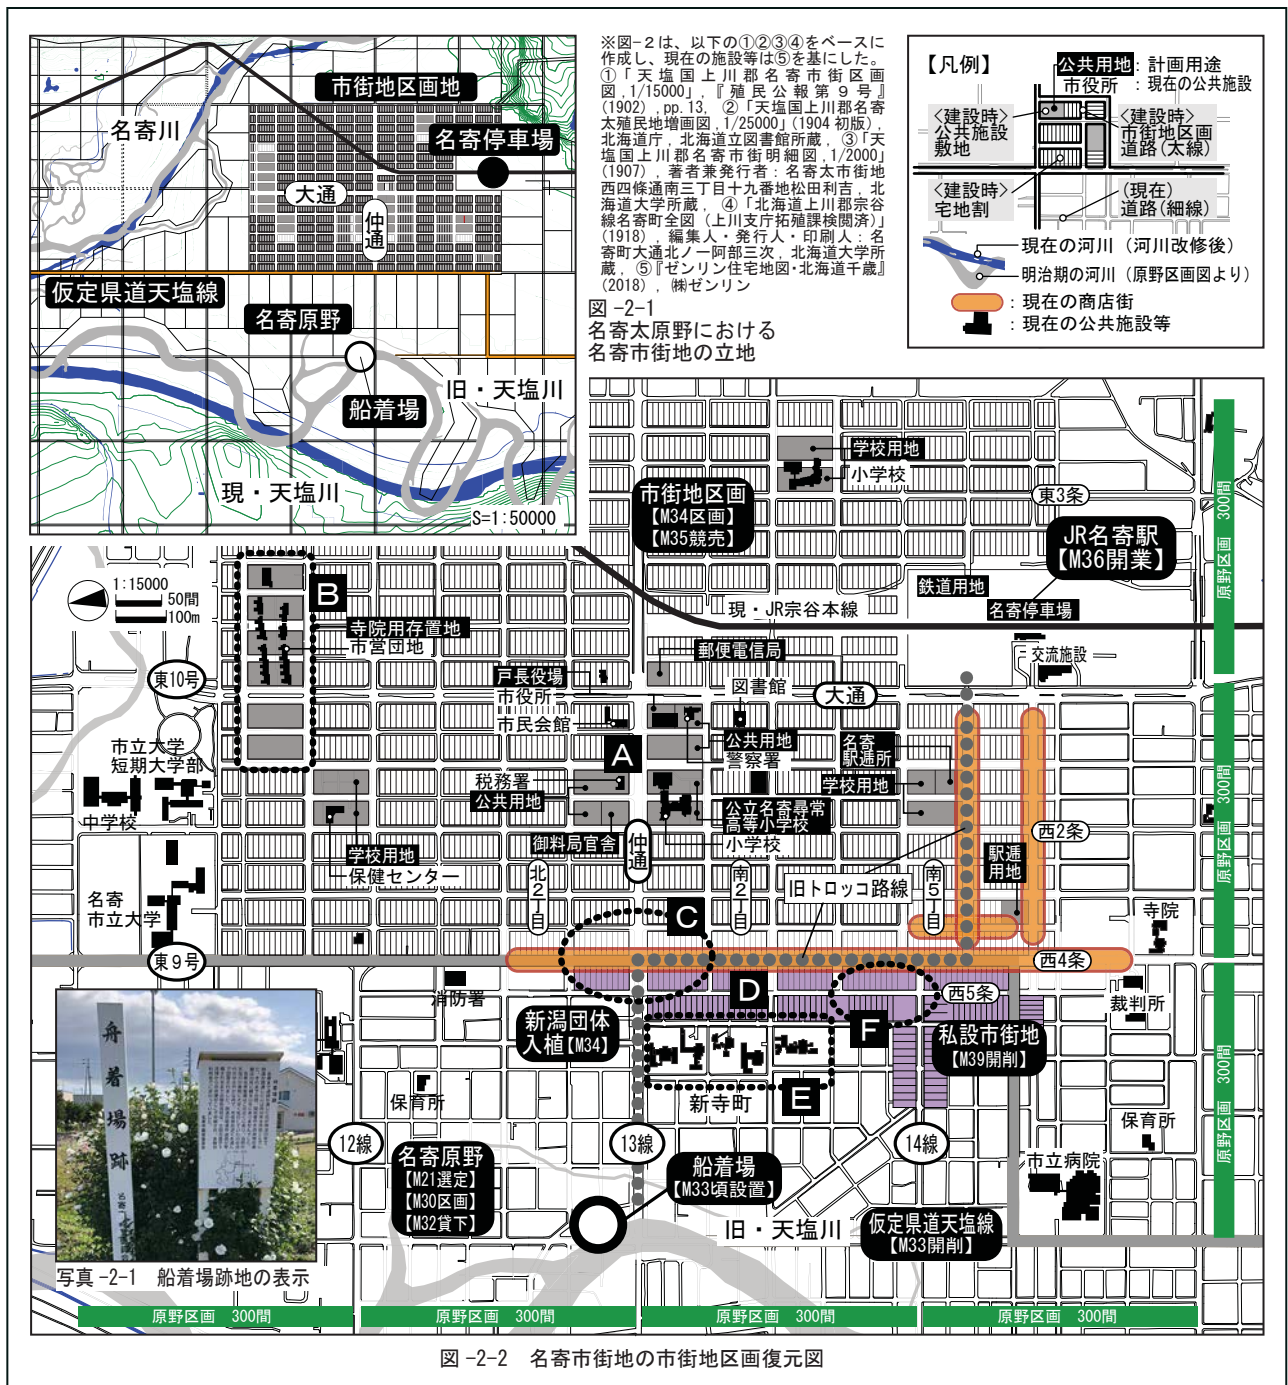 市街地区画地
名寄川
名寄停車場
大通
仲通
仮定県道天塩線
名寄原野
船着場
旧・天塩川
現・天塩川
S=1:50000
※図-2は、以下の①②③④をベースに
作成し、現在の施設等は⑤を基にした。
①「天塩国上川郡名寄市街区画
図,1/15000」,『殖民公報第9号』
(1902),pp.13, ②「天塩国上川郡名寄
太殖民地増画図,1/25000」(1904初版),
北海道庁, 北海道立図書館所蔵, ③「天
塩国上川郡名寄市街明細図,1/2000」
(1907), 著者兼発行者:名寄太市街地
西四條通南三丁目十九番地松田利吉, 北
海道大学所蔵, ④「北海道上川郡宗谷
線名寄町全図(上川支庁拓殖課検閲済)」
(1918), 編集人・発行人・印刷人:名
寄町大通北ノ一阿部三次, 北海道大学所
蔵, ⑤『ゼンリン住宅地図・北海道千歳』
(2018), ㈱ゼンリン
図-2-1
名寄太原野における
名寄市街地の立地
【凡例】
公共用地:計画用途
市役所 :現在の公共施設
<建設時>
公共施設
敷地
<建設時>
市街地区画
道路(太線)
<建設時>
宅地割
(現在)
道路(細線)
現在の河川(河川改修後)
明治期の河川(原野区画図より)
:現在の商店街
:現在の公共施設等
学校用地
小学校
市街地区画
【M34区画】
【M35競売】
東3条
JR名寄駅
【M36開業】
鉄道用地
名寄停車場
現・JR宗谷本線
原野区画 300間
1:15000
50間
100m
B
寺院用存置地
市営団地
東10号
戸長役場
市役所
市民会館
郵便電信局
図書館
大通
交流施設
A
公共用地
警察署
名寄
駅逓所
学校用地
市立大学
短期大学部
中学校
税務署
公共用地
公立名寄尋常
高等小学校
小学校
御料局官舎
仲通
学校用地
保健センター
北2丁目
南2丁目
旧トロッコ路線
南5丁目
駅逓
用地
西2条
原野区画 300間
名寄
市立大学
寺院
C
東9号
西4条
消防署
D
西5条
裁判所
新潟団体
入植【M34】
F
私設市街地
【M39開削】
E
新寺町
保育所
保育所
12線
13線
14線
市立病院
名寄原野
【M21選定】
【M30区画】
【M32貸下】
船着場
【M33頃設置】
旧・天塩川
仮定県道天塩線
【M33開削】
原野区画 300間
舟着場跡
写真-2-1 船着場跡地の表示
原野区画 300間
原野区画 300間
原野区画 300間
原野区画 300間
図-2-2 名寄市街地の市街地区画復元図